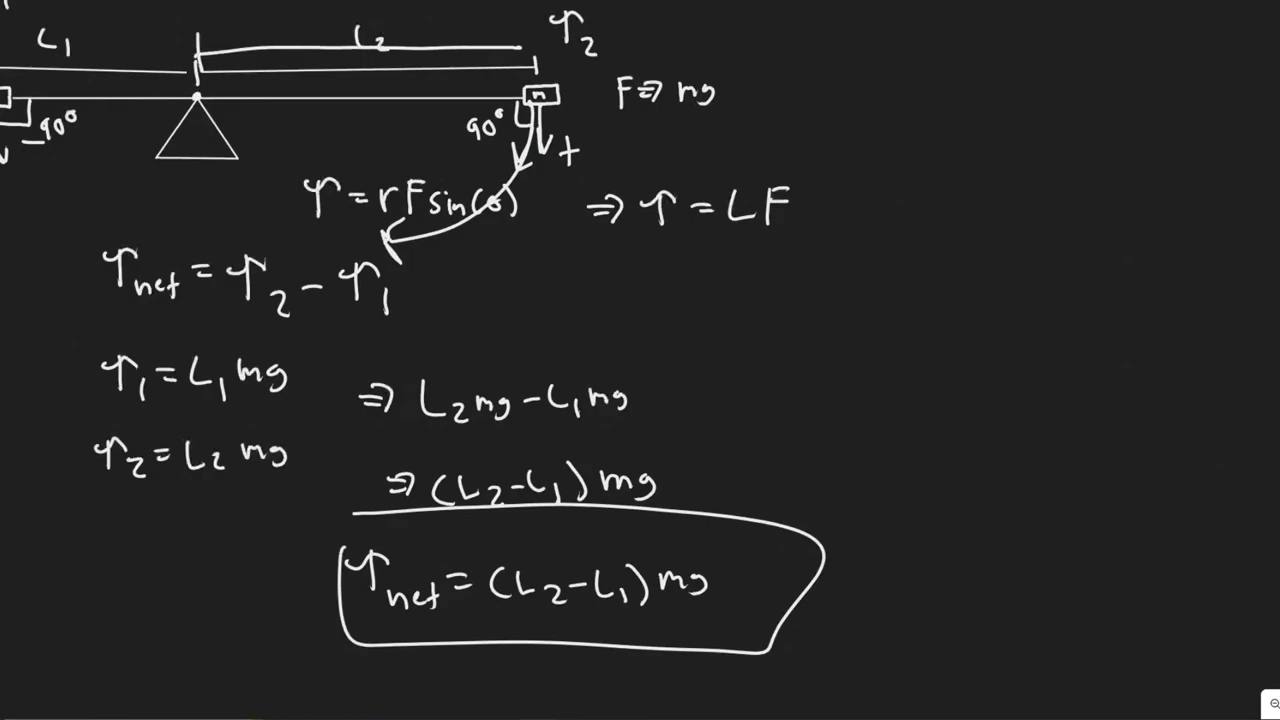 L₁ L₂ τ₂
m F ⇒ mg
90° 90° +
τ = rFsin(θ) ⇒ τ = LF
τnet = τ₂ - τ₁
τ₁ = L₁mg ⇒ L₂mg - L₁mg
τ₂ = L₂mg
⇒ (L₂-L₁)mg
τnet = (L₂-L₁)mg